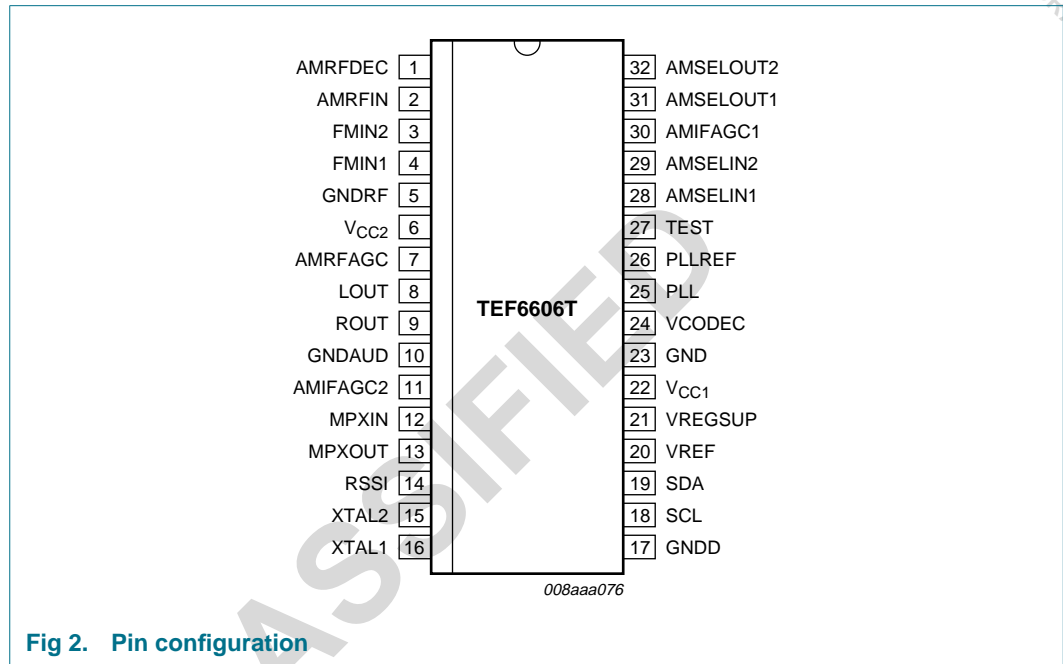 AMRFDEC 1
AMRFIN 2
FMIN2 3
FMIN1 4
GNDRF 5
VCC2 6
AMRFAGC 7
LOUT 8
ROUT 9
GNDAUD 10
AMIFAGC2 11
MPXIN 12
MPXOUT 13
RSSI 14
XTAL2 15
XTAL1 16
TEF6606T
32 AMSELOUT2
31 AMSELOUT1
30 AMIFAGC1
29 AMSELIN2
28 AMSELIN1
27 TEST
26 PLLREF
25 PLL
24 VCODEC
23 GND
22 VCC1
21 VREGSUP
20 VREF
19 SDA
18 SCL
17 GNDD
008aaa076
Fig 2. Pin configuration
ASSIFIED